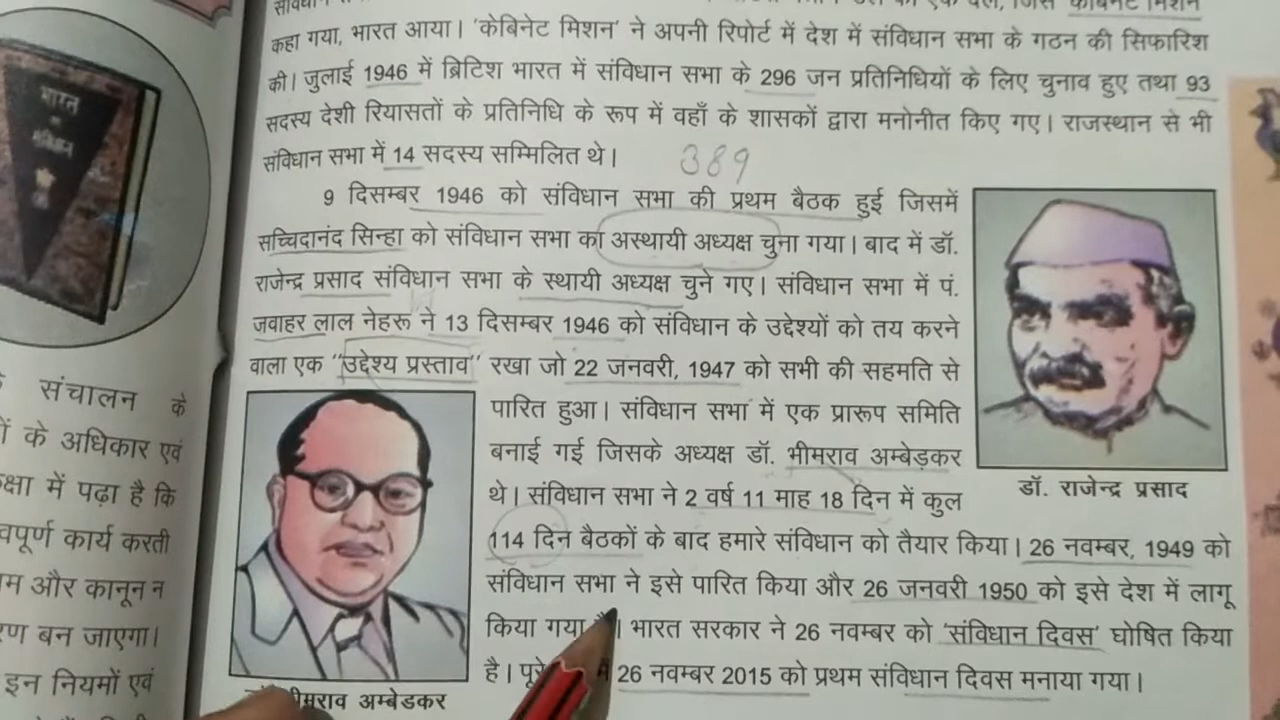 कहा गया, भारत आया। 'केबिनेट मिशन' ने अपनी रिपोर्ट में देश में संविधान सभा के गठन की सिफारिश
की। जुलाई 1946 में ब्रिटिश भारत में संविधान सभा के 296 जन प्रतिनिधियों के लिए चुनाव हुए तथा 93
सदस्य देशी रियासतों के प्रतिनिधि के रूप में वहाँ के शासकों द्वारा मनोनीत किए गए। राजस्थान से भी
संविधान सभा में 14 सदस्य सम्मिलित थे।
389
9 दिसम्बर 1946 को संविधान सभा की प्रथम बैठक हुई जिसमें
सच्चिदानंद सिन्हा को संविधान सभा का अस्थायी अध्यक्ष चुना गया। बाद में डॉ.
राजेन्द्र प्रसाद संविधान सभा के स्थायी अध्यक्ष चुने गए। संविधान सभा में पं.
जवाहर लाल नेहरू ने 13 दिसम्बर 1946 को संविधान के उद्देश्यों को तय करने
वाला एक "उद्देश्य प्रस्ताव" रखा जो 22 जनवरी, 1947 को सभी की सहमति से
पारित हुआ। संविधान सभा में एक प्रारूप समिति
बनाई गई जिसके अध्यक्ष डॉ. भीमराव अम्बेड़कर
थे। संविधान सभा ने 2 वर्ष 11 माह 18 दिन में कुल
114 दिन बैठकों के बाद हमारे संविधान को तैयार किया। 26 नवम्बर, 1949 को
संविधान सभा ने इसे पारित किया और 26 जनवरी 1950 को इसे देश में लागू
किया गया है। भारत सरकार ने 26 नवम्बर को 'संविधान दिवस' घोषित किया
है। 26 नवम्बर 2015 को प्रथम संविधान दिवस मनाया गया।
डॉ. राजेन्द्र प्रसाद
भीमराव अम्बेडकर
भारत
का
संविधान
संचालन के
के अधिकार एवं
में पढ़ा है कि
कार्य करती
और कानून न
बन जाएगा।
इन नियमों एवं